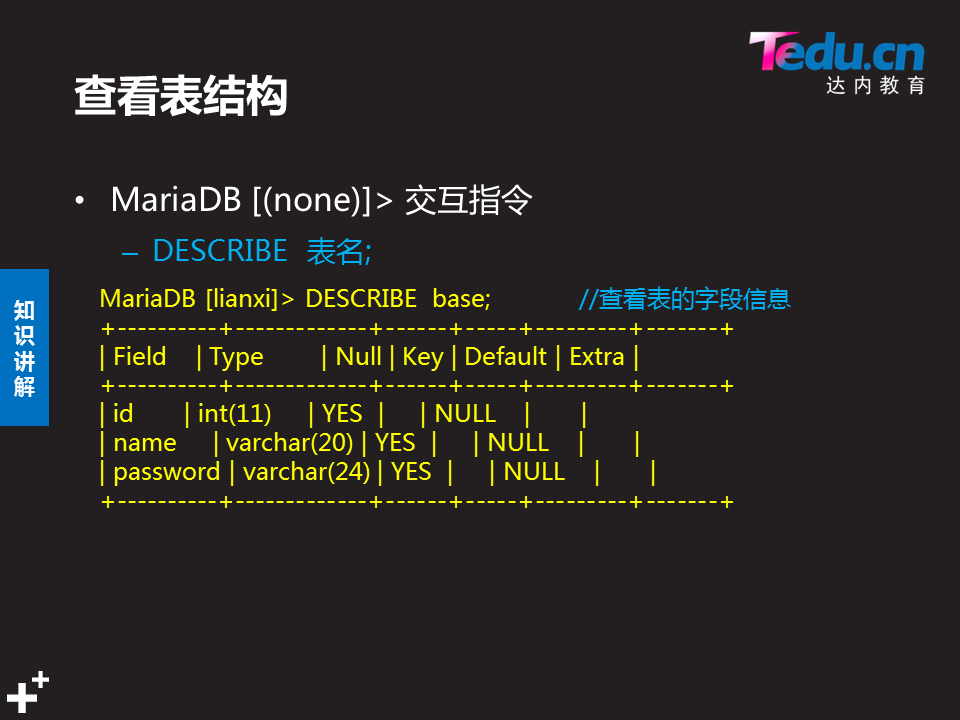 Tedu.cn
达内教育
查看表结构
• MariaDB [(none)]> 交互指令
– DESCRIBE 表名;
知识讲解
MariaDB [lianxi]> DESCRIBE base; //查看表的字段信息
+----------+-------------+------+-----+---------+-------+
| Field | Type | Null | Key | Default | Extra |
+----------+-------------+------+-----+---------+-------+
| id | int(11) | YES | | NULL | |
| name | varchar(20) | YES | | NULL | |
| password | varchar(24) | YES | | NULL | |
+----------+-------------+------+-----+---------+-------+